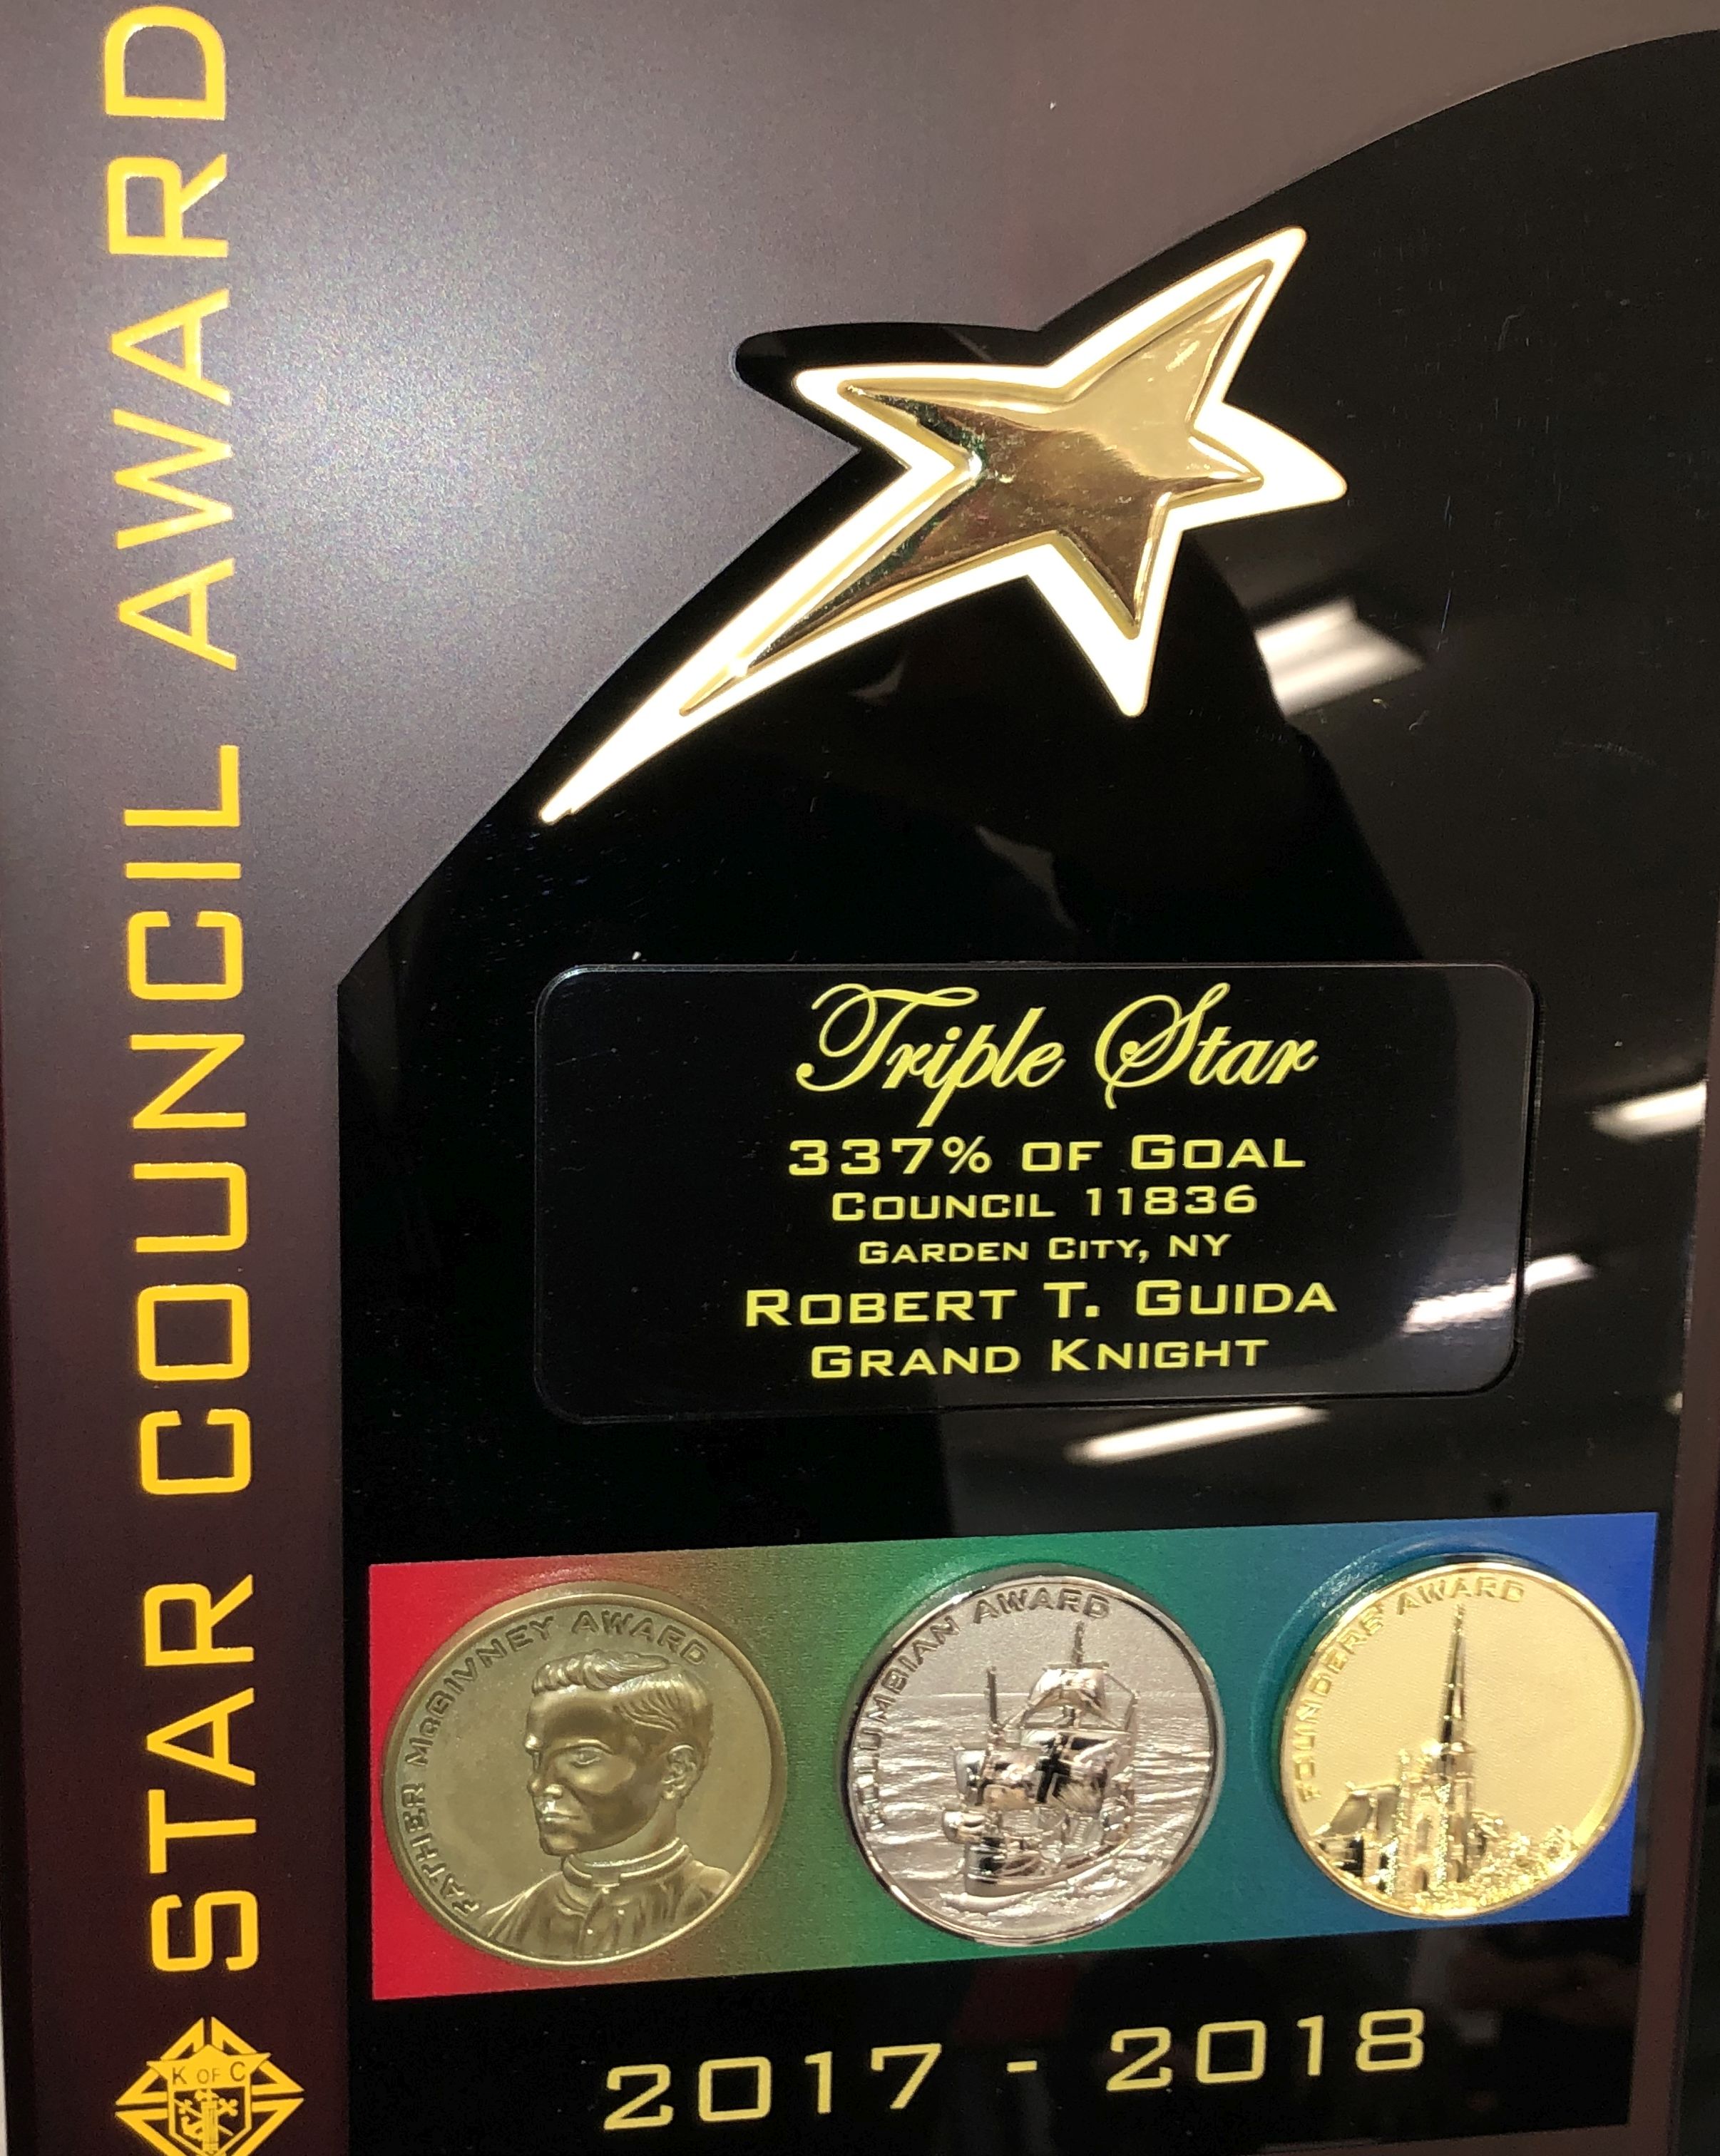 STAR COUNCIL AWARD
Triple Star
337% OF GOAL
COUNCIL 11836
GARDEN CITY, NY
ROBERT T. GUIDA
GRAND KNIGHT
FATHER McGIVNEY AWARD
COLUMBIAN AWARD
FOUNDERS' AWARD
K OF C
2017 - 2018